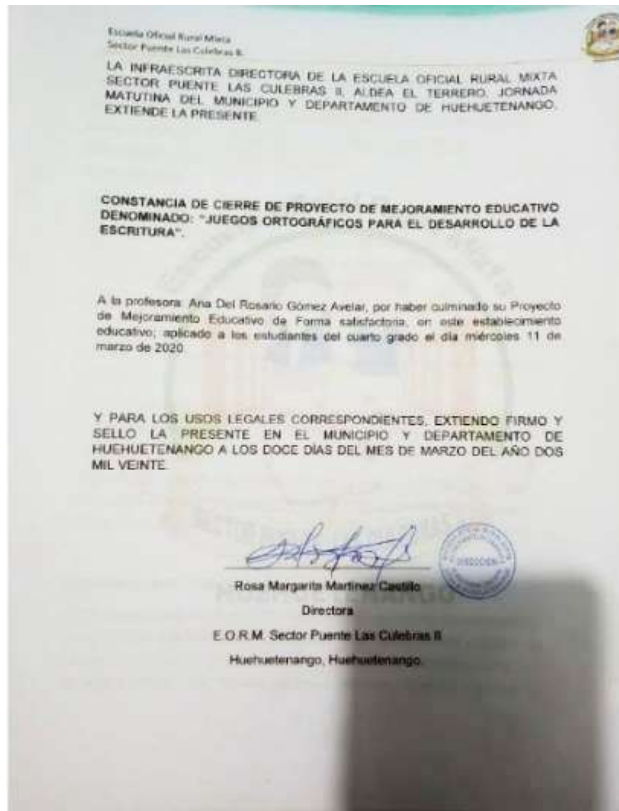 Escuela Oficial Rural Mixta
Sector Puente Las Culebras II.
LA INFRAESCRITA DIRECTORA DE LA ESCUELA OFICIAL RURAL MIXTA
SECTOR PUENTE LAS CULEBRAS II, ALDEA EL TERRERO, JORNADA
MATUTINA DEL MUNICIPIO Y DEPARTAMENTO DE HUEHUETENANGO,
EXTIENDE LA PRESENTE.
CONSTANCIA DE CIERRE DE PROYECTO DE MEJORAMIENTO EDUCATIVO
DENOMINADO: "JUEGOS ORTOGRÁFICOS PARA EL DESARROLLO DE LA
ESCRITURA".
A la profesora: Ana Del Rosario Gómez Avelar, por haber culminado su Proyecto
de Mejoramiento Educativo de Forma satisfactoria, en este establecimiento
educativo; aplicado a los estudiantes del cuarto grado el día miércoles 11 de
marzo de 2020.
Y PARA LOS USOS LEGALES CORRESPONDIENTES, EXTIENDO FIRMO Y
SELLO LA PRESENTE EN EL MUNICIPIO Y DEPARTAMENTO DE
HUEHUETENANGO A LOS DOCE DÍAS DEL MES DE MARZO DEL AÑO DOS
MIL VEINTE.
DIRECCION
Rosa Margarita Martínez Castillo
Directora
E.O.R.M. Sector Puente Las Culebras II
Huehuetenango, Huehuetenango.